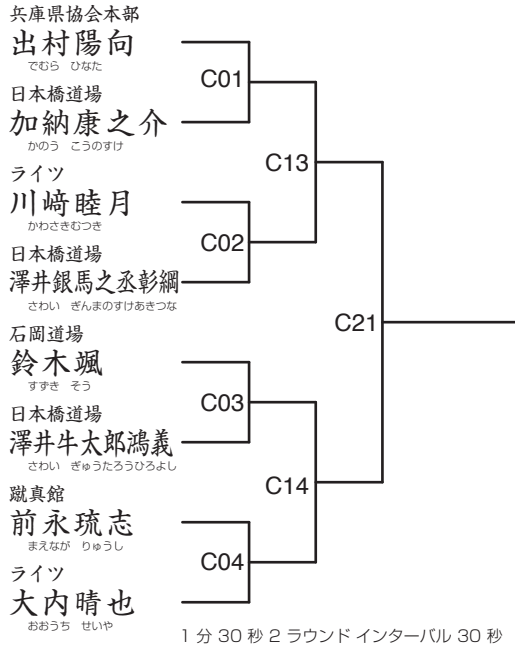 兵庫県協会本部
出村陽向
でむら ひなた
C01
日本橋道場
加納康之介
かのう こうのすけ
C13
ライツ
川﨑睦月
かわさきむつき
C02
日本橋道場
澤井銀馬之丞彰綱
さわい ぎんまのすけあきつな
C21
石岡道場
鈴木颯
すずき そう
C03
日本橋道場
澤井牛太郎鴻義
さわい ぎゅうたろうひろよし
C14
蹴真館
前永琉志
まえなが りゅうし
C04
ライツ
大内晴也
おおうち せいや
1 分 30 秒 2 ラウンド インターバル 30 秒